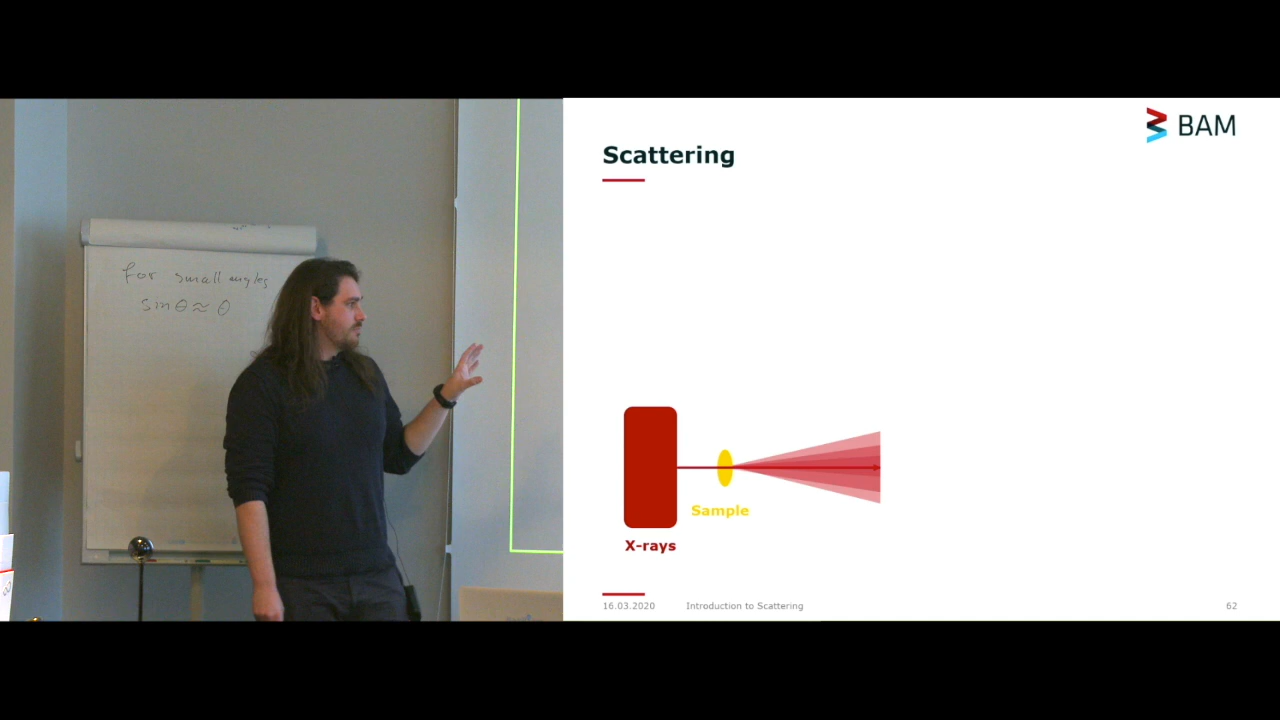 for small angles
sin θ ≈ θ
BAM
Scattering
Sample
X-rays
16.03.2020 Introduction to Scattering 62